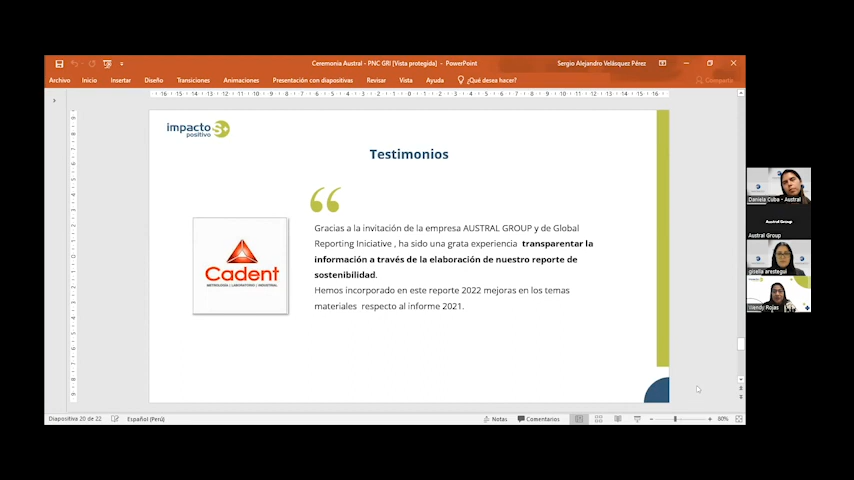 Ceremonia Austral - PNC GRI [Vista protegida] - PowerPoint
Sergio Alejandro Velásquez Pérez
Archivo Inicio Insertar Diseño Transiciones Animaciones Presentación con diapositivas Revisar Vista Ayuda ¿Qué desea hacer? Compartir
impacto S+
positivo
Testimonios
Gracias a la invitación de la empresa AUSTRAL GROUP y de Global
Reporting Iniciative , ha sido una grata experiencia transparentar la
información a través de la elaboración de nuestro reporte de
sostenibilidad.
Hemos incorporado en este reporte 2022 mejoras en los temas
materiales respecto al informe 2021.
Cadent
METROLOGÍA | LABORATORIO | INDUSTRIAL
Daniela Cuba - Austral
Austral Group
Austral Group
gisella arestegui
Wendy Rojas
Diapositiva 20 de 22 Español (Perú) Notas Comentarios 80%